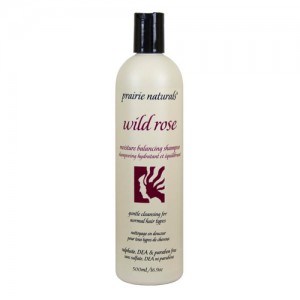 prairie naturals
wild rose
moisture balancing shampoo
shampooing hydratant et équilibrant
gentle cleansing for
normal hair types
nettoyage en douceur
pour tous types de cheveux
sulphate, DEA & paraben free
sans sulfate, DEA et parabène
500ml/16.9oz